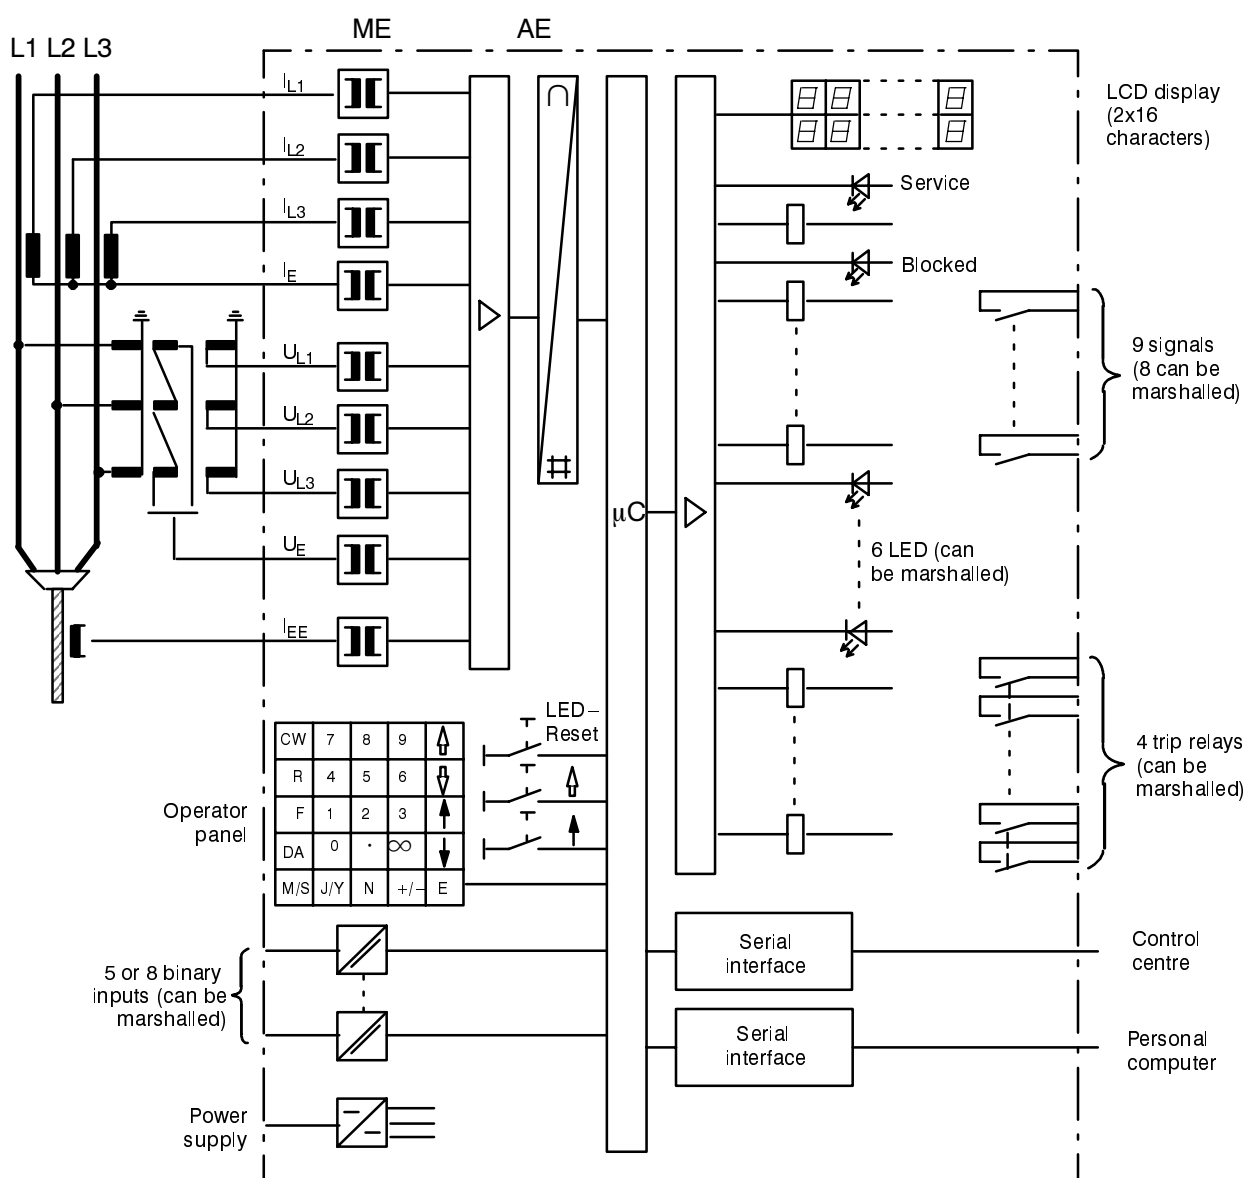 ME AE
L1 L2 L3
IL1
IL2
IL3
IE
UL1
UL2
UL3
UE
IEE
μC
LCD display
(2x16
characters)
Service
Blocked
9 signals
(8 can be
marshalled)
6 LED (can
be marshalled)
4 trip relays
(can be
marshalled)
LED–
Reset
Operator
panel
CW 7 8 9
R 4 5 6
F 1 2 3
DA 0 . ∞
M/S J/Y N +/– E
5 or 8 binary
inputs (can be
marshalled)
Serial
interface
Control
centre
Serial
interface
Personal
computer
Power
supply